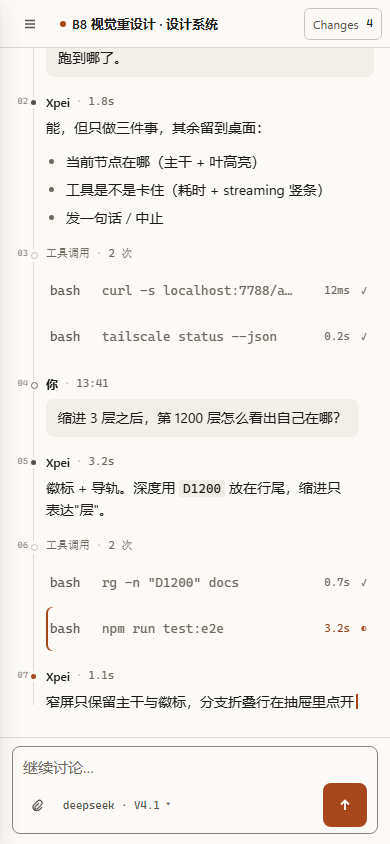 B8 视觉重设计 · 设计系统
Changes 4
跑到哪了。
02 Xpei · 1.8s
能，但只做三件事，其余留到桌面：
• 当前节点在哪（主干 + 叶高亮）
• 工具是不是卡住（耗时 + streaming 竖条）
• 发一句话 / 中止
03 工具调用 · 2 次
bash curl -s localhost:7788/a… 12ms ✓
bash tailscale status --json 0.2s ✓
04 你 · 13:41
缩进 3 层之后，第 1200 层怎么看出自己在哪？
05 Xpei · 3.2s
徽标 + 导轨。深度用 D1200 放在行尾，缩进只
表达"层"。
06 工具调用 · 2 次
bash rg -n "D1200" docs 0.7s ✓
bash npm run test:e2e 3.2s
07 Xpei · 1.1s
窄屏只保留主干与徽标，分支折叠行在抽屉里点开
继续讨论…
deepseek · V4.1